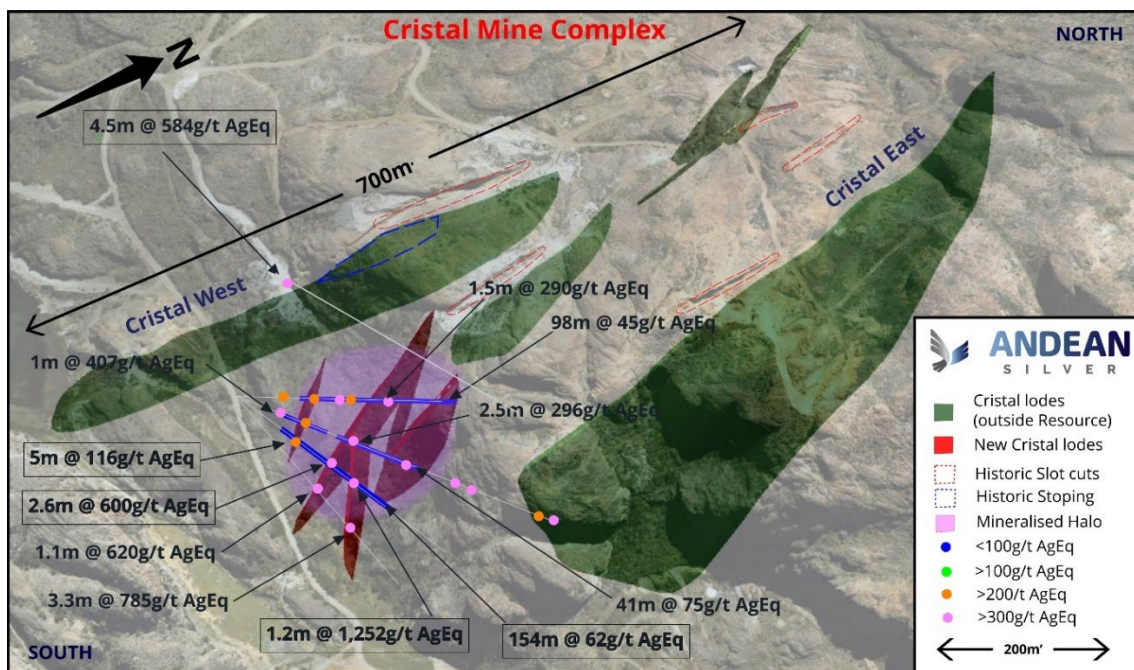 Cristal Mine Complex
NORTH
N
4.5m @ 584g/t AgEq
700m'
Cristal East
Cristal West
1.5m @ 290g/t AgEq
98m @ 45g/t AgEq
1m @ 407g/t AgEq
2.5m @ 296g/t AgEq
5m @ 116g/t AgEq
2.6m @ 600g/t AgEq
1.1m @ 620g/t AgEq
3.3m @ 785g/t AgEq
41m @ 75g/t AgEq
1.2m @ 1,252g/t AgEq
154m @ 62g/t AgEq
SOUTH
ANDEAN
SILVER
Cristal lodes
(outside Resource)
New Cristal lodes
Historic Slot cuts
Historic Stoping
Mineralised Halo
<100g/t AgEq
>100g/t AgEq
>200/t AgEq
>300g/t AgEq
200m'